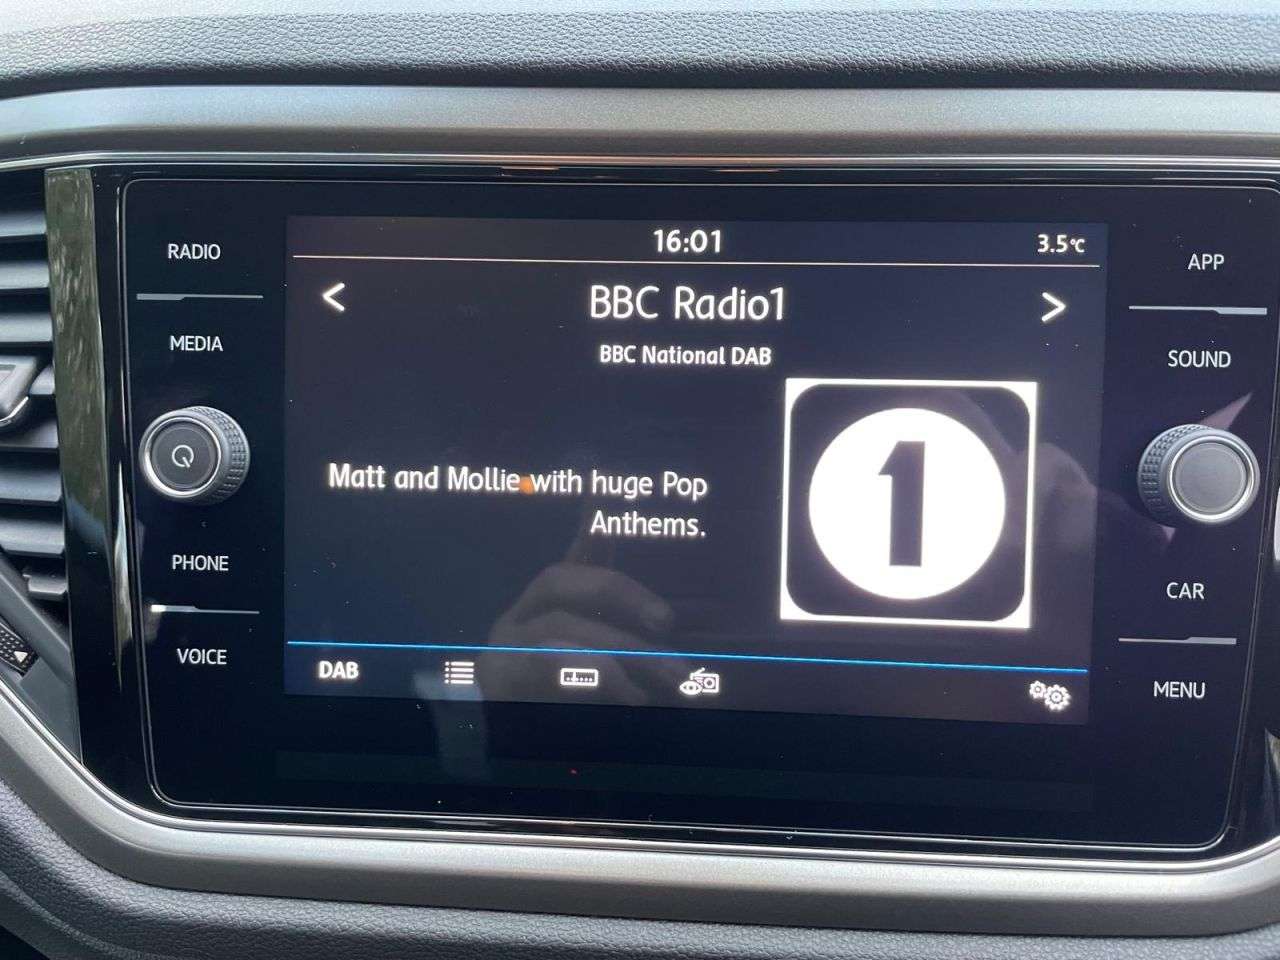 RADIO
MEDIA
PHONE
VOICE
16:01
3.5°C
< BBC Radio1 >
BBC National DAB
Matt and Mollie with huge Pop
Anthems.
1
DAB
APP
SOUND
CAR
MENU